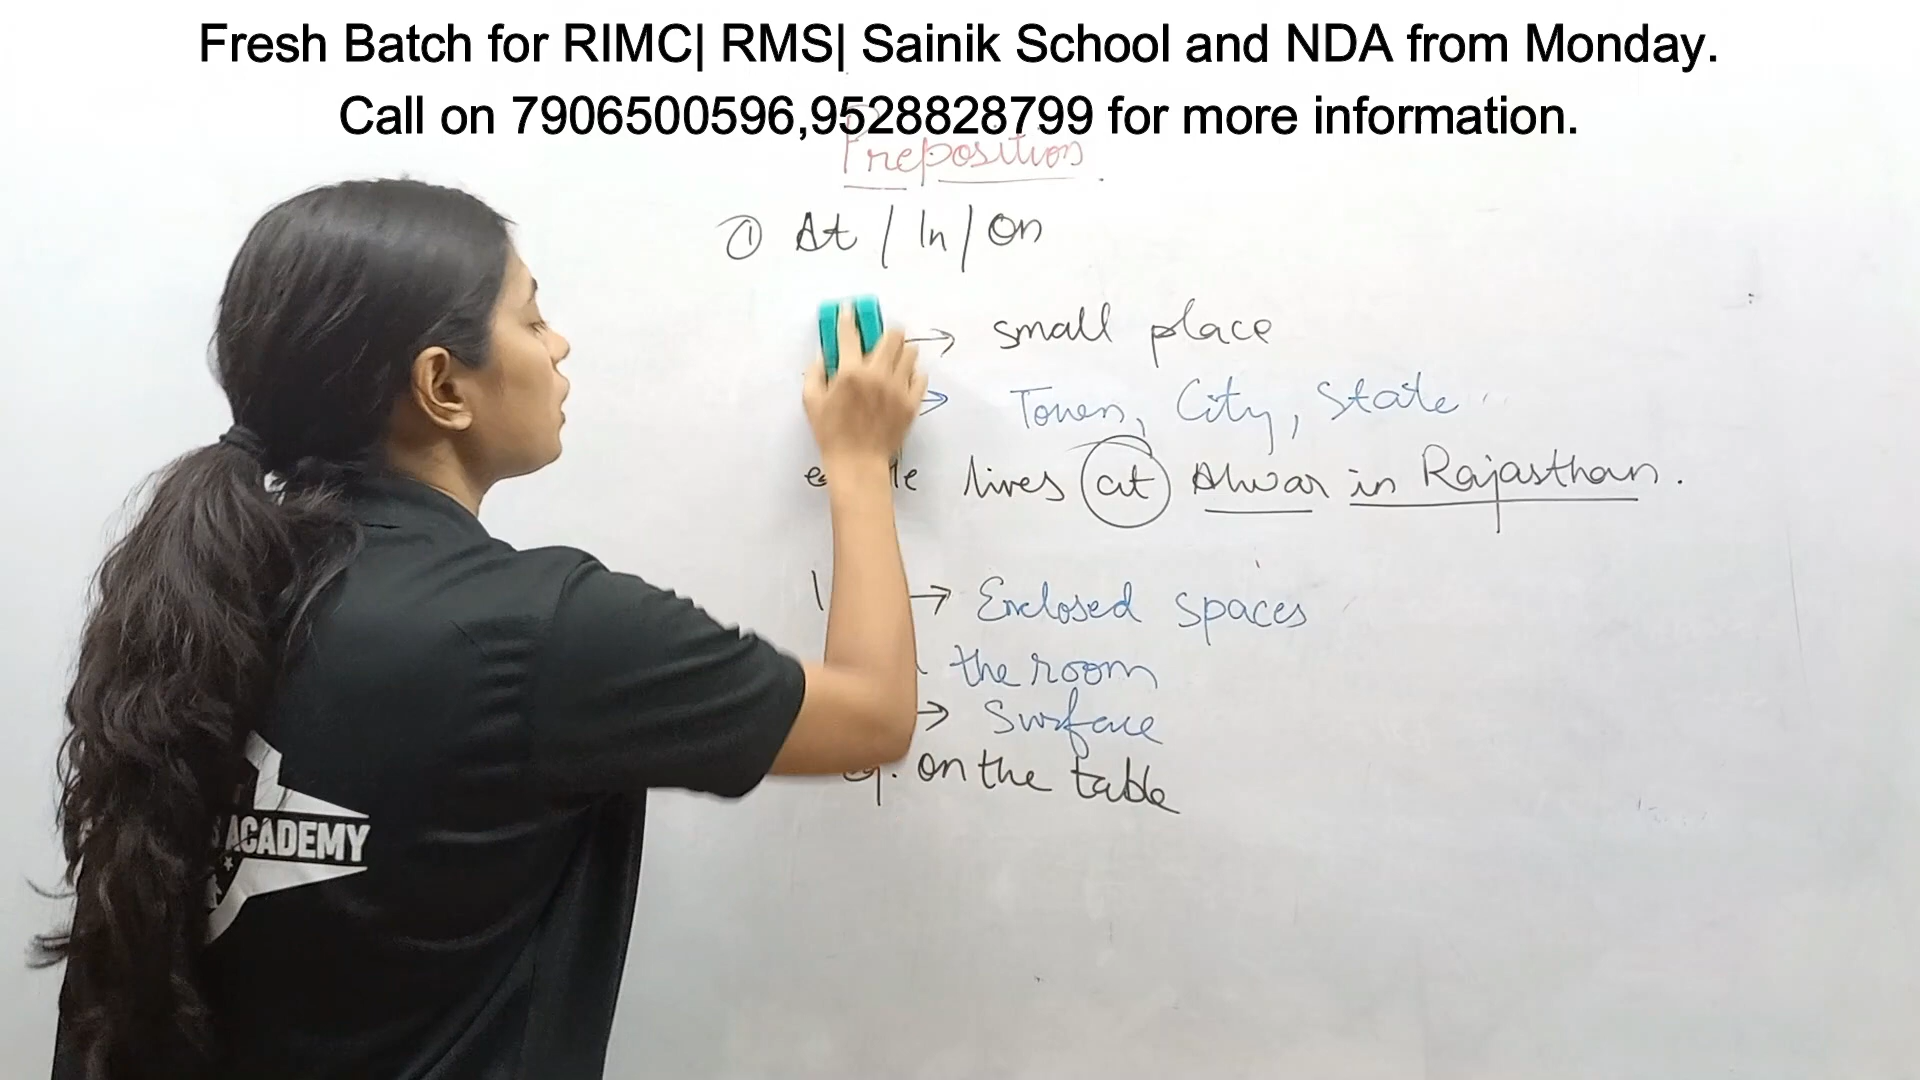 Fresh Batch for RIMC| RMS| Sainik School and NDA from Monday.
Call on 7906500596,9528828799 for more information.
Preposition
① At / In / On
→ small place
→ Town, City, State
lives at Alwar in Rajasthan.
→ Enclosed spaces
the room
→ Surface
eg. on the table
ACADEMY